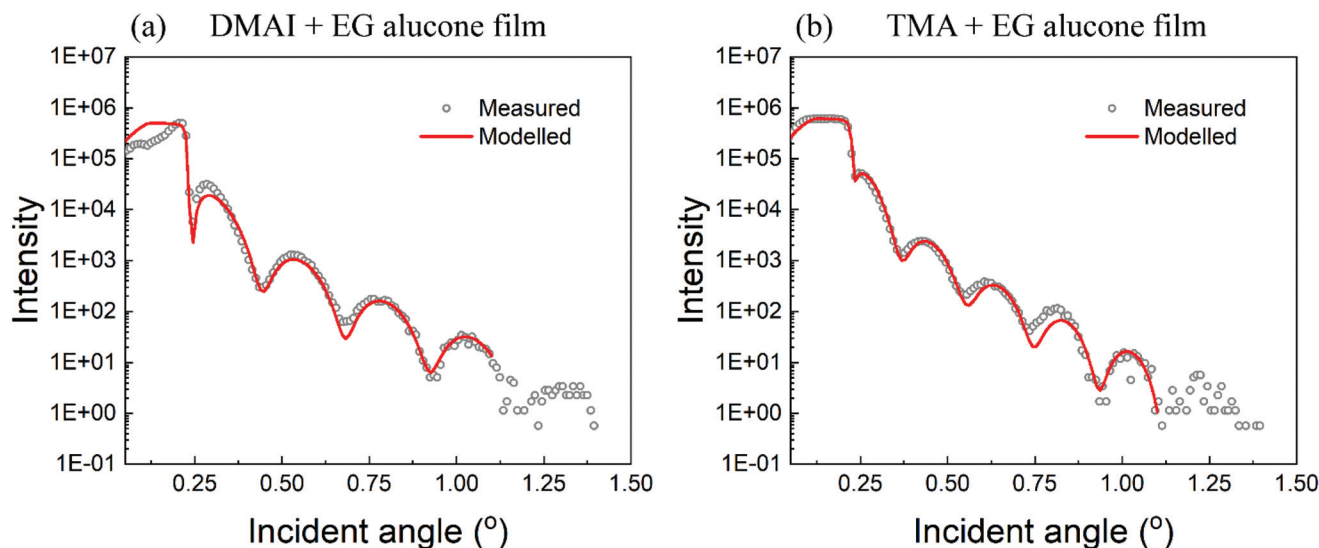 (a) DMAI + EG alucone film
1E+07
1E+06
1E+05
1E+04
1E+03
1E+02
1E+01
1E+00
1E-01
Intensity
Measured
Modelled
0.25 0.50 0.75 1.00 1.25 1.50
Incident angle (º)
(b) TMA + EG alucone film
1E+07
1E+06
1E+05
1E+04
1E+03
1E+02
1E+01
1E+00
1E-01
Intensity
Measured
Modelled
0.25 0.50 0.75 1.00 1.25 1.50
Incident angle (º)